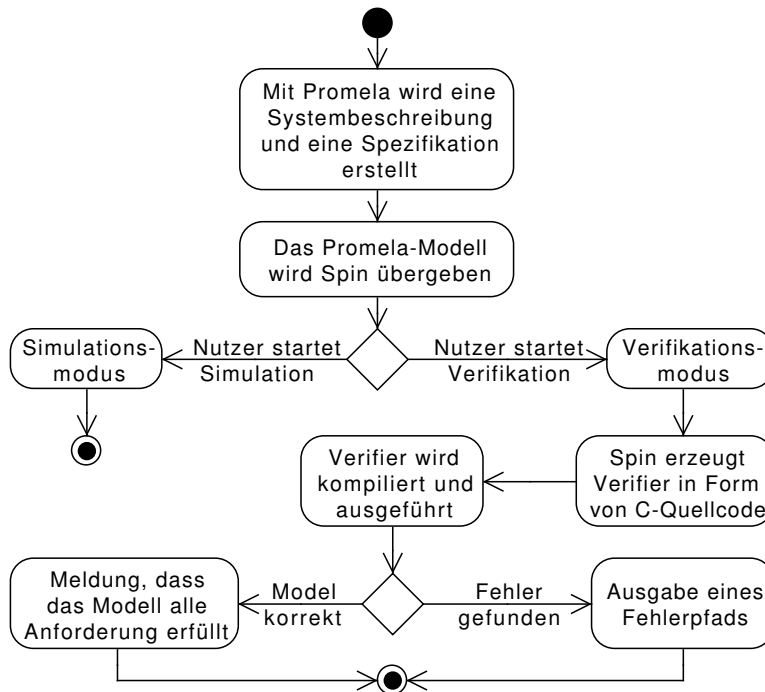 Mit Promela wird eine
Systembeschreibung
und eine Spezifikation
erstellt
Das Promela-Modell
wird Spin übergeben
Simulations-
modus
Nutzer startet
Simulation
Nutzer startet
Verifikation
Verifikations-
modus
Verifier wird
kompiliert und
ausgeführt
Spin erzeugt
Verifier in Form
von C-Quellcode
Meldung, dass
das Modell alle
Anforderung erfüllt
Model
korrekt
Fehler
gefunden
Ausgabe eines
Fehlerpfads